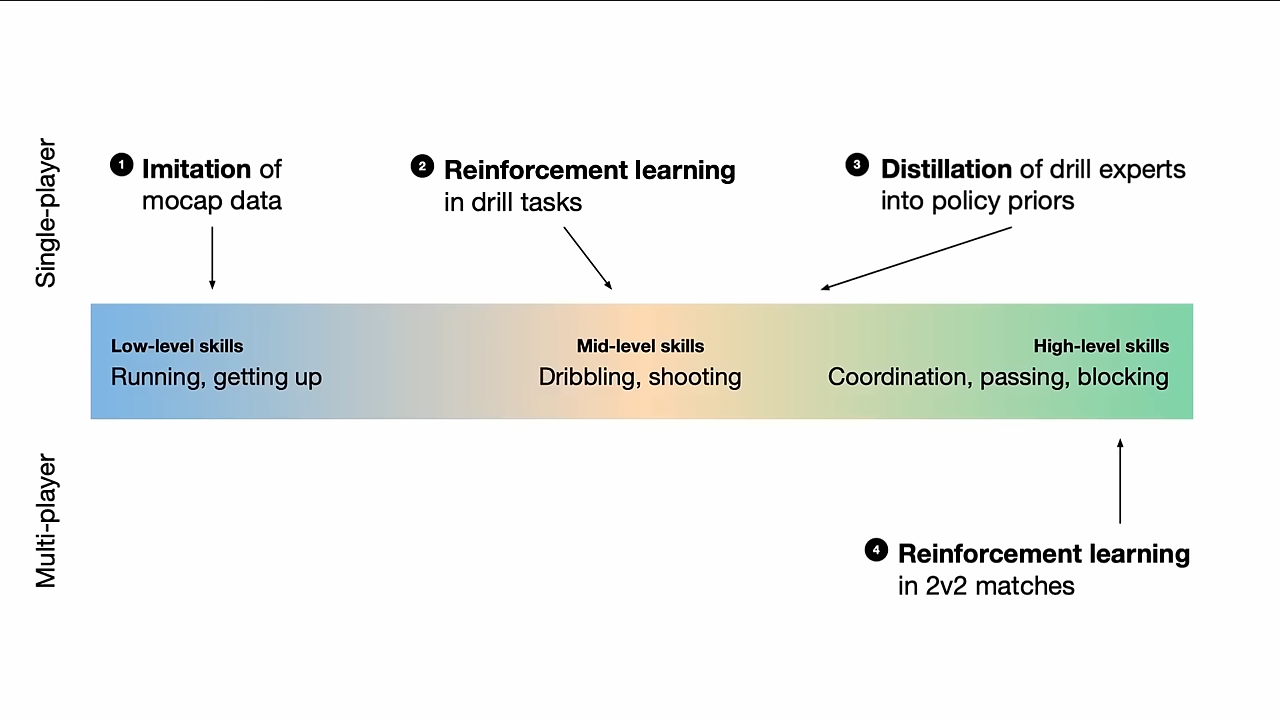 Single-player
1 Imitation of
mocap data
2 Reinforcement learning
in drill tasks
3 Distillation of drill experts
into policy priors
Low-level skills
Running, getting up
Mid-level skills
Dribbling, shooting
High-level skills
Coordination, passing, blocking
Multi-player
4 Reinforcement learning
in 2v2 matches